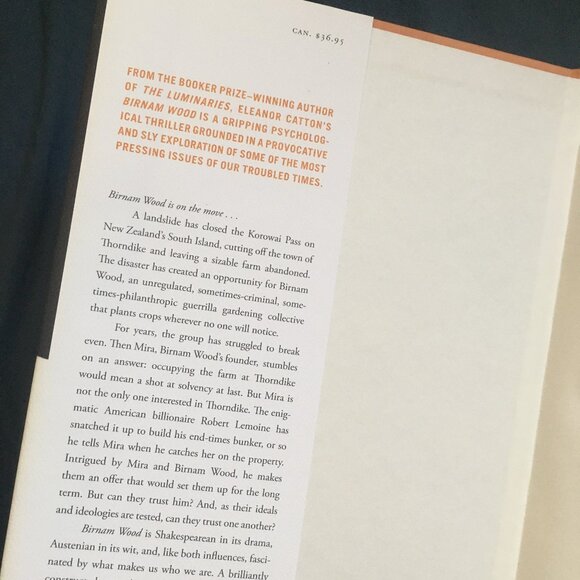 CAN. $36.95
FROM THE BOOKER PRIZE–WINNING AUTHOR
OF THE LUMINARIES, ELEANOR CATTON'S
BIRNAM WOOD IS A GRIPPING PSYCHOLOG-
ICAL THRILLER GROUNDED IN A PROVOCATIVE
AND SLY EXPLORATION OF SOME OF THE MOST
PRESSING ISSUES OF OUR TROUBLED TIMES.
Birnam Wood is on the move . . .
A landslide has closed the Korowai Pass on
New Zealand's South Island, cutting off the town of
Thorndike and leaving a sizable farm abandoned.
The disaster has created an opportunity for Birnam
Wood, an unregulated, sometimes-criminal, some-
times-philanthropic guerrilla gardening collective
that plants crops wherever no one will notice.
For years, the group has struggled to break
even. Then Mira, Birnam Wood's founder, stumbles
on an answer: occupying the farm at Thorndike
would mean a shot at solvency at last. But Mira is
not the only one interested in Thorndike. The enig-
matic American billionaire Robert Lemoine has
snatched it up to build his end-times bunker, or so
he tells Mira when he catches her on the property.
Intrigued by Mira and Birnam Wood, he makes
them an offer that would set them up for the long
term. But can they trust him? And, as their ideals
and ideologies are tested, can they trust one another?
Birnam Wood is Shakespearean in its drama,
Austenian in its wit, and, like both influences, fasci-
nated by what makes us who we are. A brilliantly